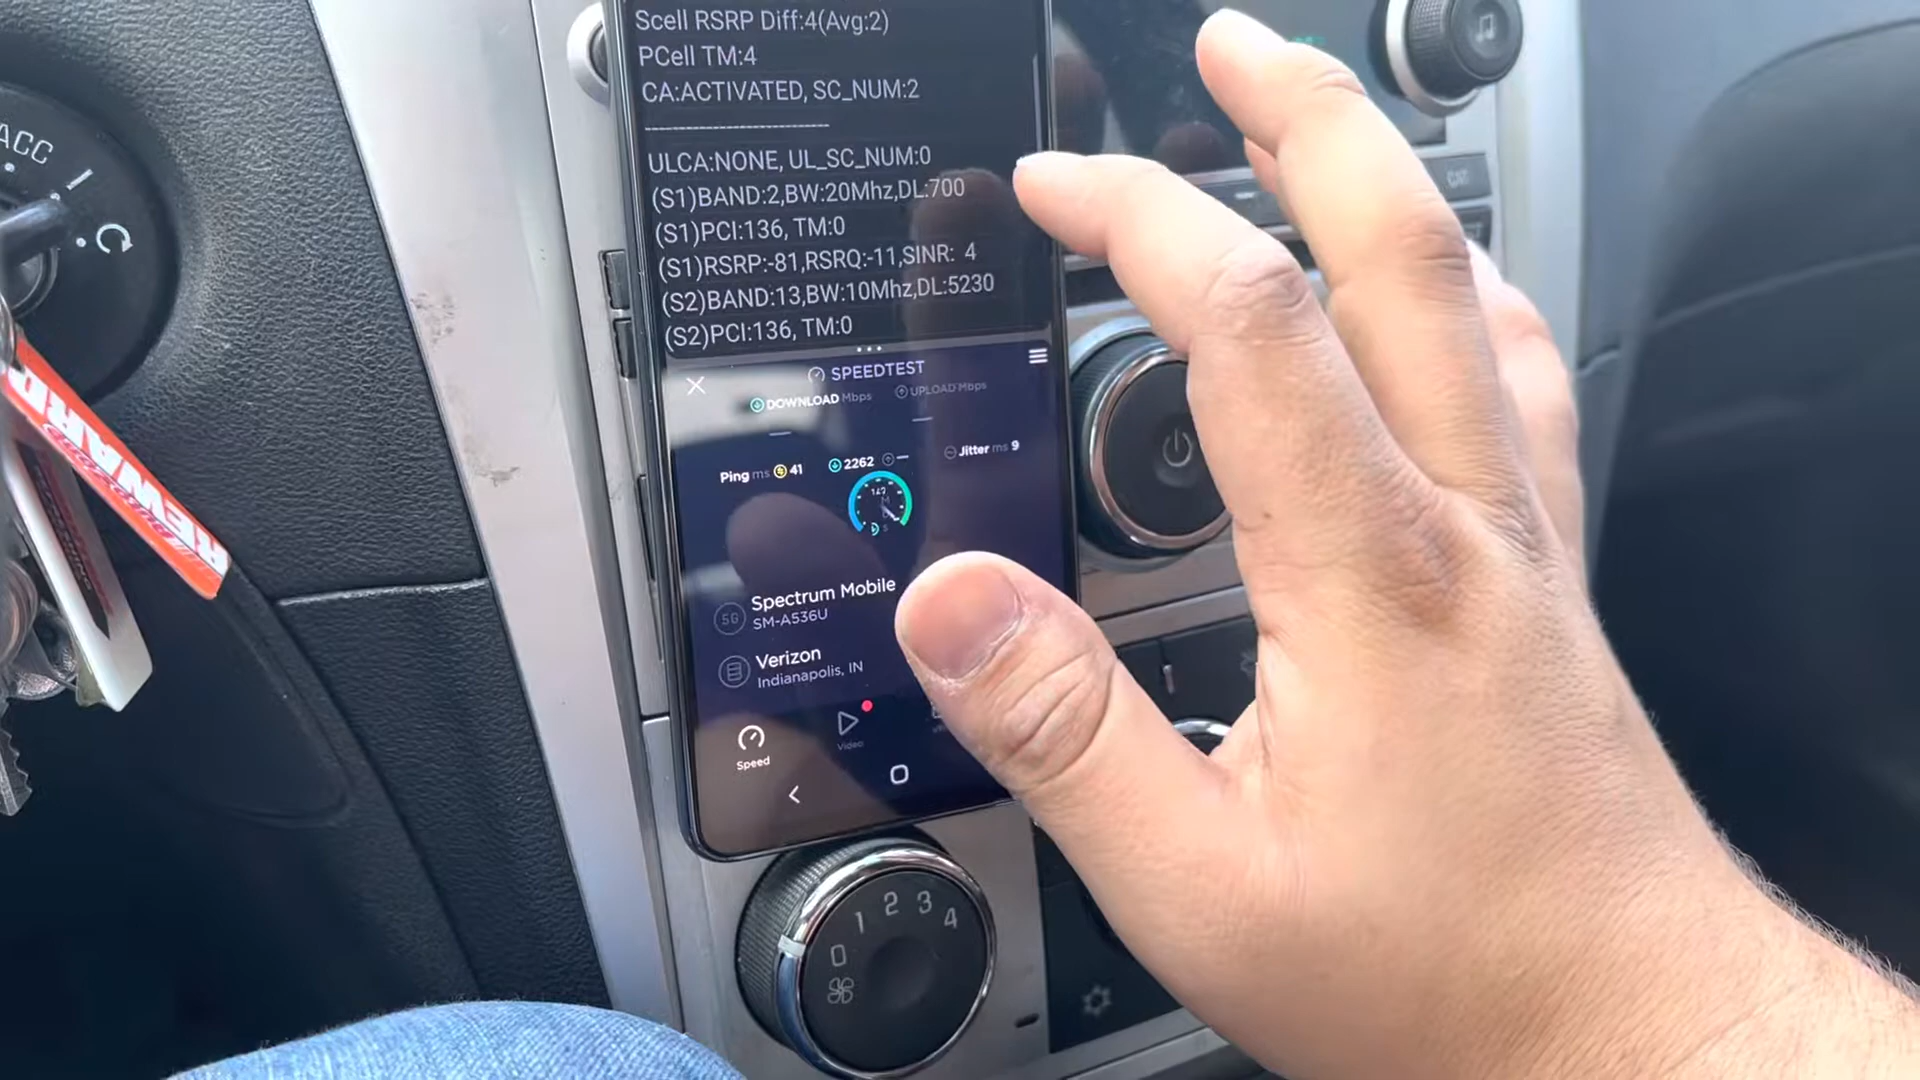 Scell RSRP Diff:4(Avg:2)
PCell TM:4
CA:ACTIVATED, SC_NUM:2
---------------------------
ULCA:NONE, UL_SC_NUM:0
(S1)BAND:2,BW:20Mhz,DL:700
(S1)PCI:136, TM:0
(S1)RSRP:-81,RSRQ:-11,SINR: 4
(S2)BAND:13,BW:10Mhz,DL:5230
(S2)PCI:136, TM:0
SPEEDTEST
DOWNLOAD Mbps UPLOAD Mbps
Ping ms 41 2262 — Jitter ms 9
5G Spectrum Mobile
SM-A536U
Verizon
Indianapolis, IN
Speed
Video
ACC
REWARD
0 1 2 3 4